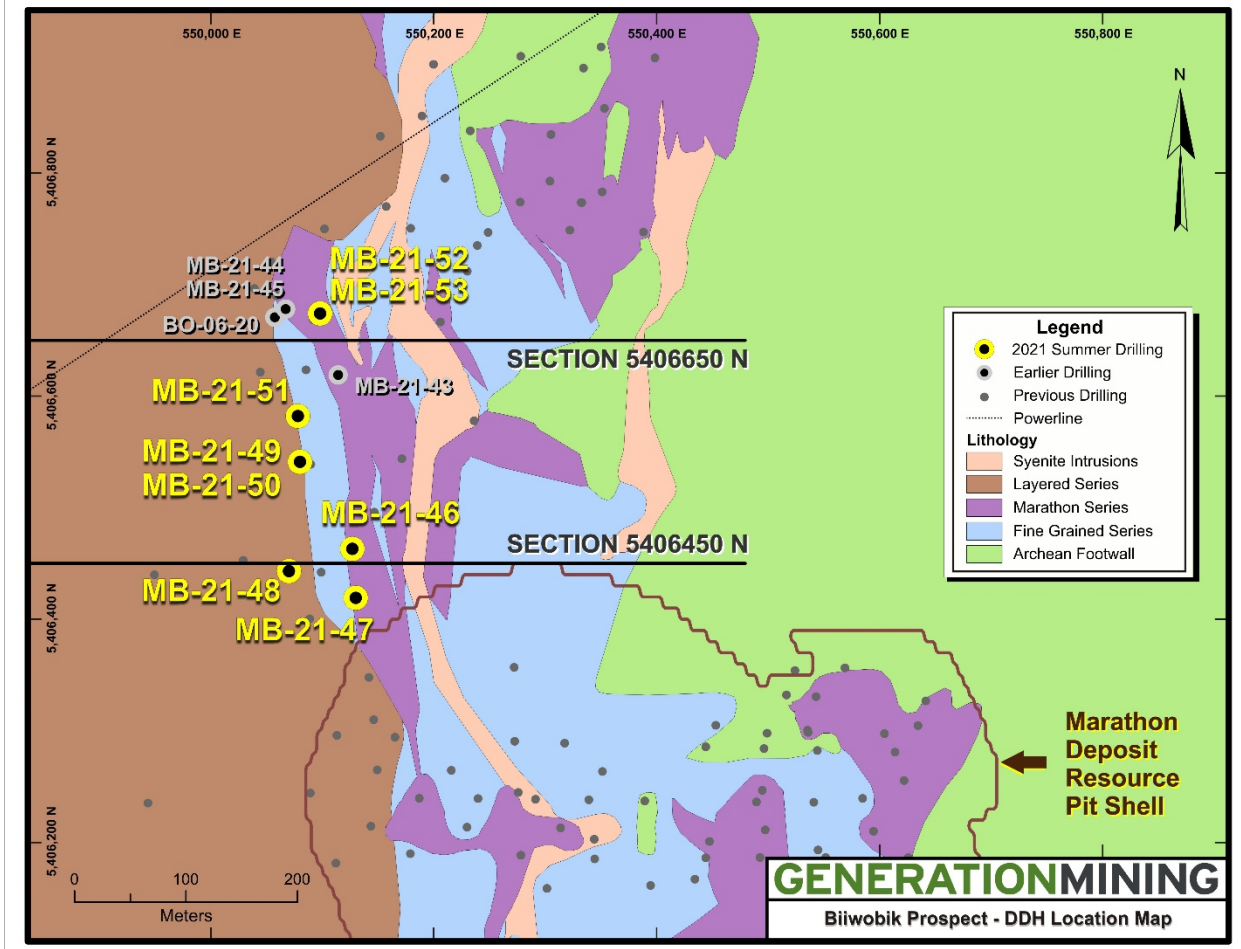 550,000 E
550,200 E
550,400 E
550,600 E
550,800 E
N
5,406,800 N
5,406,600 N
5,406,400 N
5,406,200 N
MB-21-44
MB-21-45
BO-06-20
MB-21-52
MB-21-53
SECTION 5406650 N
MB-21-43
MB-21-51
MB-21-49
MB-21-50
MB-21-46
SECTION 5406450 N
MB-21-48
MB-21-47
Legend
2021 Summer Drilling
Earlier Drilling
Previous Drilling
Powerline
Lithology
Syenite Intrusions
Layered Series
Marathon Series
Fine Grained Series
Archean Footwall
Marathon
Deposit
Resource
Pit Shell
0 100 200
Meters
GENERATIONMINING
Biiwobik Prospect - DDH Location Map